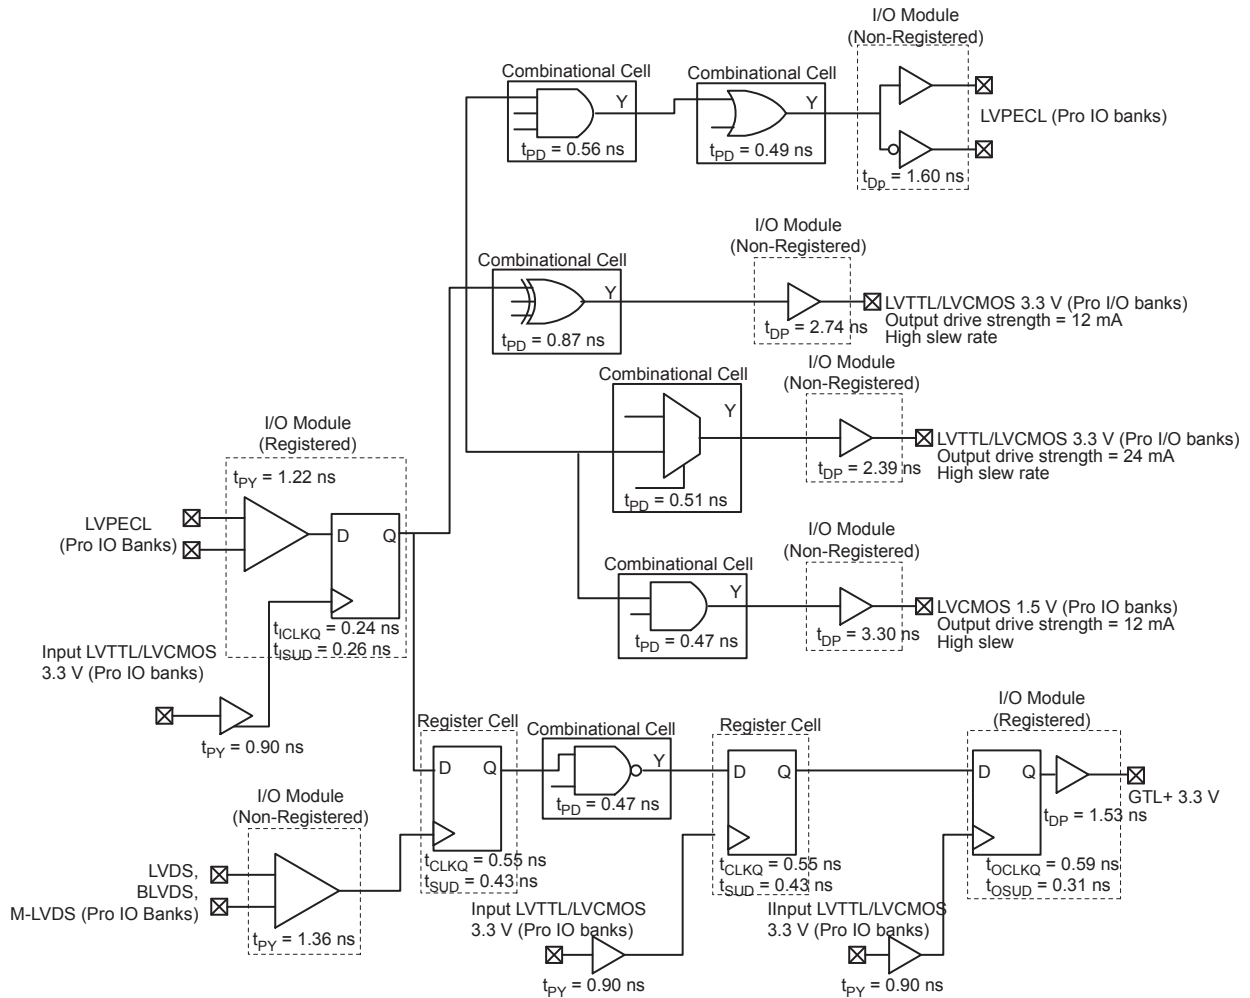 I/O Module
(Non-Registered)
Combinational Cell
Y
tPD = 0.56 ns
Combinational Cell
Y
tPD = 0.49 ns
LVPECL (Pro IO banks)
tDp = 1.60 ns
I/O Module
(Non-Registered)
Combinational Cell
Y
tPD = 0.87 ns
tDP = 2.74 ns
LVTTL/LVCMOS 3.3 V (Pro I/O banks)
Output drive strength = 12 mA
High slew rate
I/O Module
(Non-Registered)
Combinational Cell
Y
tPD = 0.51 ns
tDP = 2.39 ns
LVTTL/LVCMOS 3.3 V (Pro I/O banks)
Output drive strength = 24 mA
High slew rate
I/O Module
(Registered)
tPY = 1.22 ns
LVPECL
(Pro IO Banks)
D
Q
tICLKQ = 0.24 ns
tISUD = 0.26 ns
Input LVTTL/LVCMOS
3.3 V (Pro IO banks)
tPY = 0.90 ns
I/O Module
(Non-Registered)
Combinational Cell
Y
tPD = 0.47 ns
tDP = 3.30 ns
LVCMOS 1.5 V (Pro IO banks)
Output drive strength = 12 mA
High slew
I/O Module
(Non-Registered)
LVDS,
BLVDS,
M-LVDS (Pro IO Banks)
tPY = 1.36 ns
Register Cell
D
Q
tCLKQ = 0.55 ns
tSUD = 0.43 ns
Combinational Cell
Y
tPD = 0.47 ns
Register Cell
D
Q
tCLKQ = 0.55 ns
tSUD = 0.43 ns
Input LVTTL/LVCMOS
3.3 V (Pro IO banks)
tPY = 0.90 ns
I/O Module
(Registered)
D
Q
tDP = 1.53 ns
GTL+ 3.3 V
tOCLKQ = 0.59 ns
tOSUD = 0.31 ns
IInput LVTTL/LVCMOS
3.3 V (Pro IO banks)
tPY = 0.90 ns